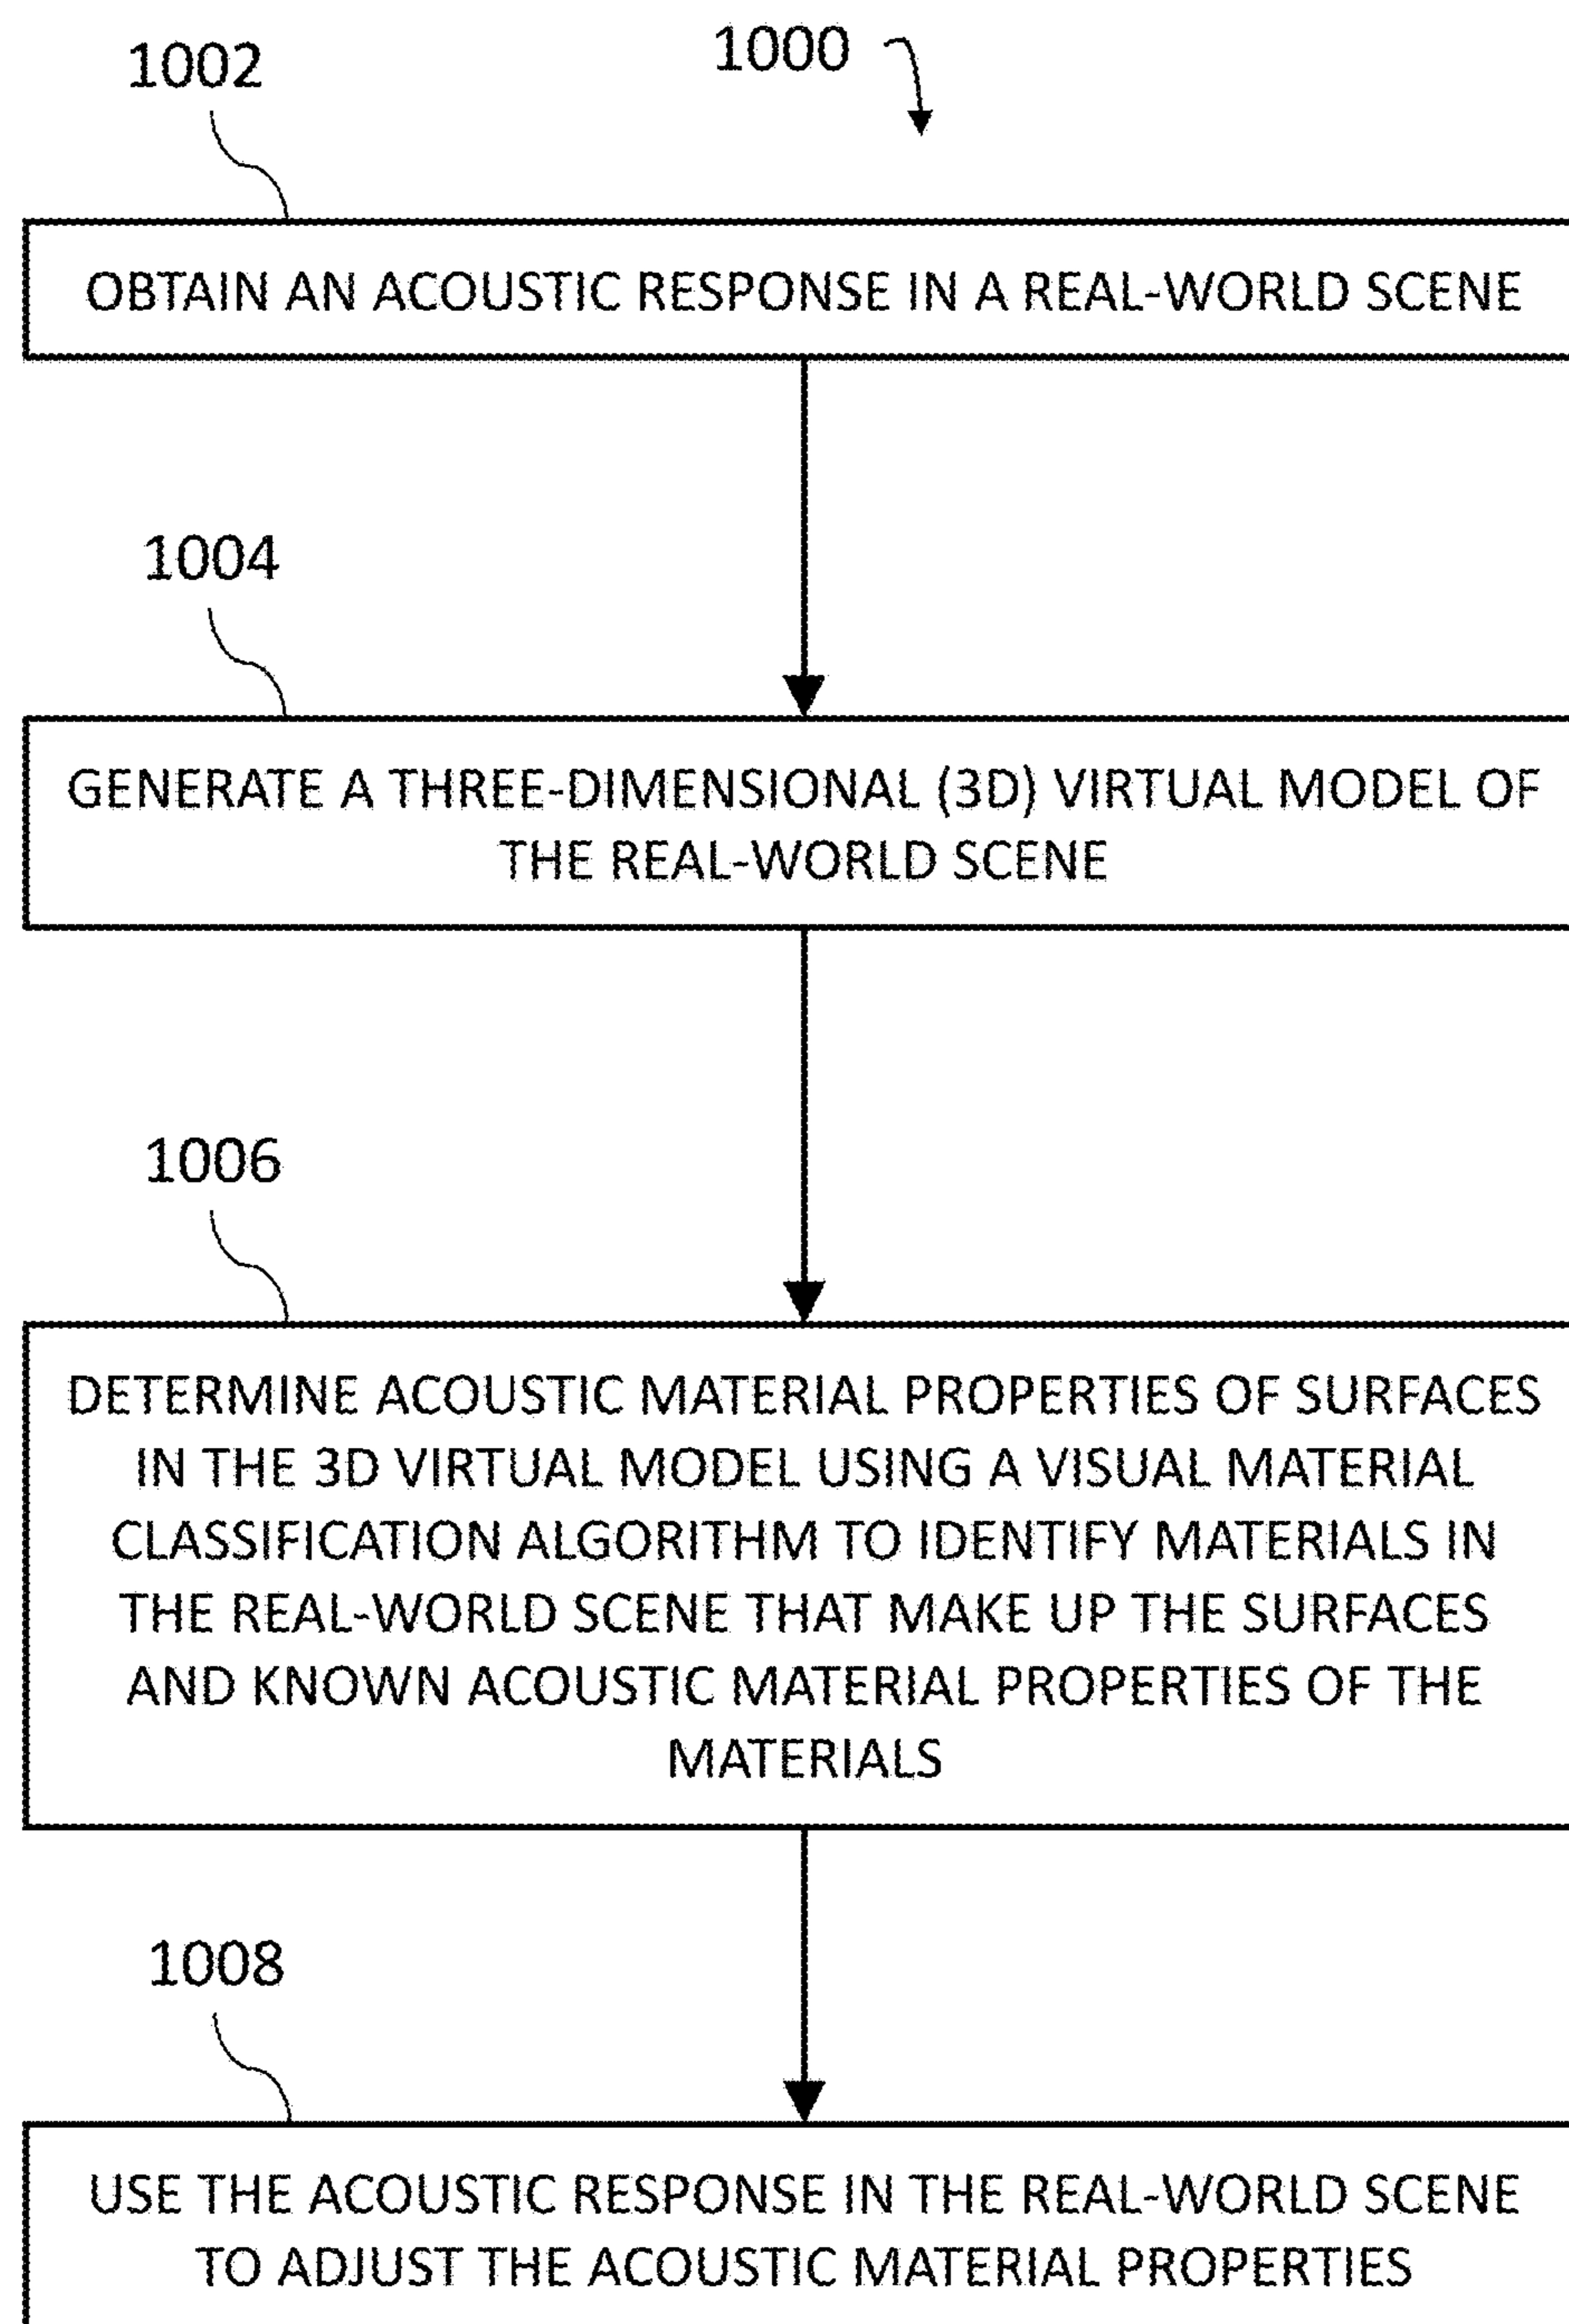 1002
1000
OBTAIN AN ACOUSTIC RESPONSE IN A REAL-WORLD SCENE
1004
GENERATE A THREE-DIMENSIONAL (3D) VIRTUAL MODEL OF
THE REAL-WORLD SCENE
1006
DETERMINE ACOUSTIC MATERIAL PROPERTIES OF SURFACES
IN THE 3D VIRTUAL MODEL USING A VISUAL MATERIAL
CLASSIFICATION ALGORITHM TO IDENTIFY MATERIALS IN
THE REAL-WORLD SCENE THAT MAKE UP THE SURFACES
AND KNOWN ACOUSTIC MATERIAL PROPERTIES OF THE
MATERIALS
1008
USE THE ACOUSTIC RESPONSE IN THE REAL-WORLD SCENE
TO ADJUST THE ACOUSTIC MATERIAL PROPERTIES